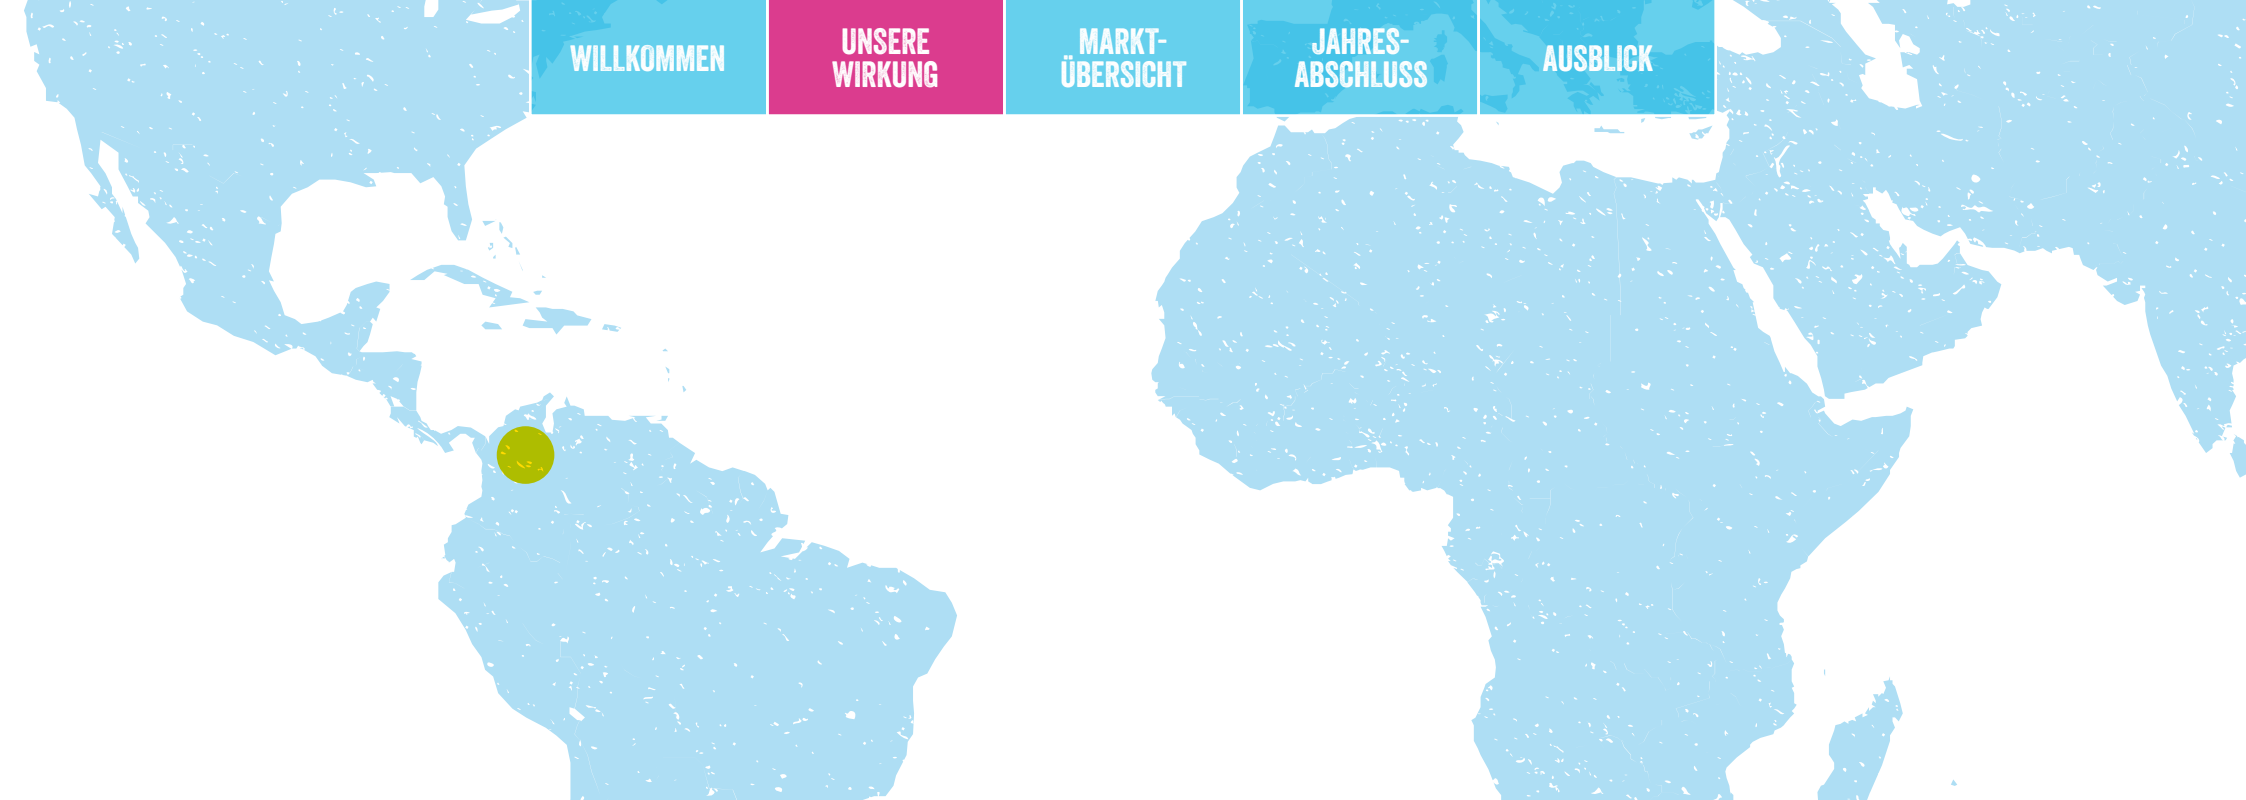 WILLKOMMEN
UNSERE
WIRKUNG
MARKT-
ÜBERSICHT
JAHRES-
ABSCHLUSS
AUSBLICK